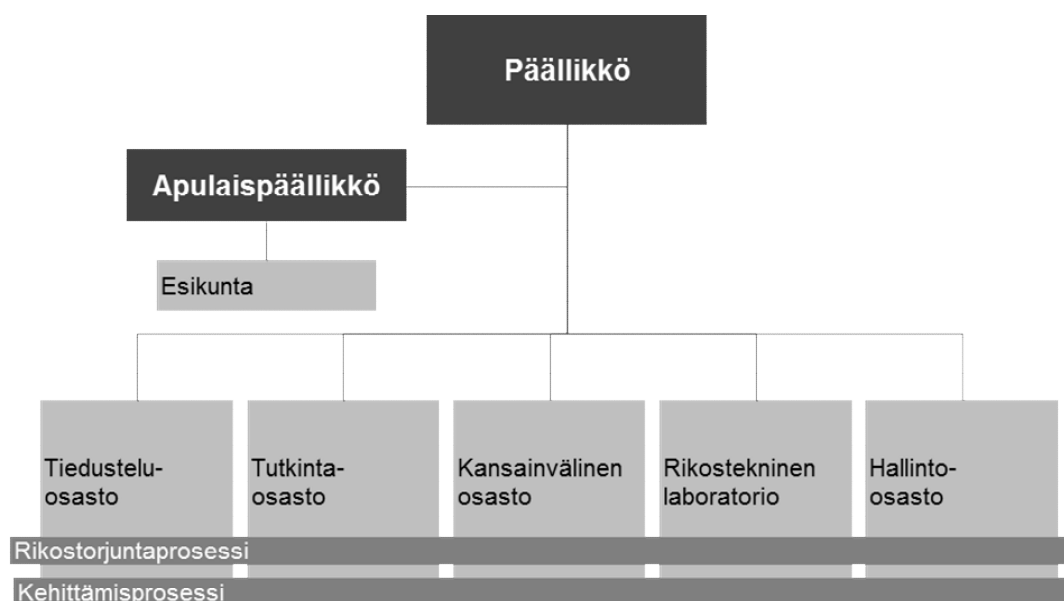 Päällikkö
Apulaispäällikkö
Esikunta
Tiedustelu-
osasto
Tutkinta-
osasto
Kansainvälinen
osasto
Rikostekninen
laboratorio
Hallinto-
osasto
Rikostorjuntaprosessi
Kehittämisprosessi